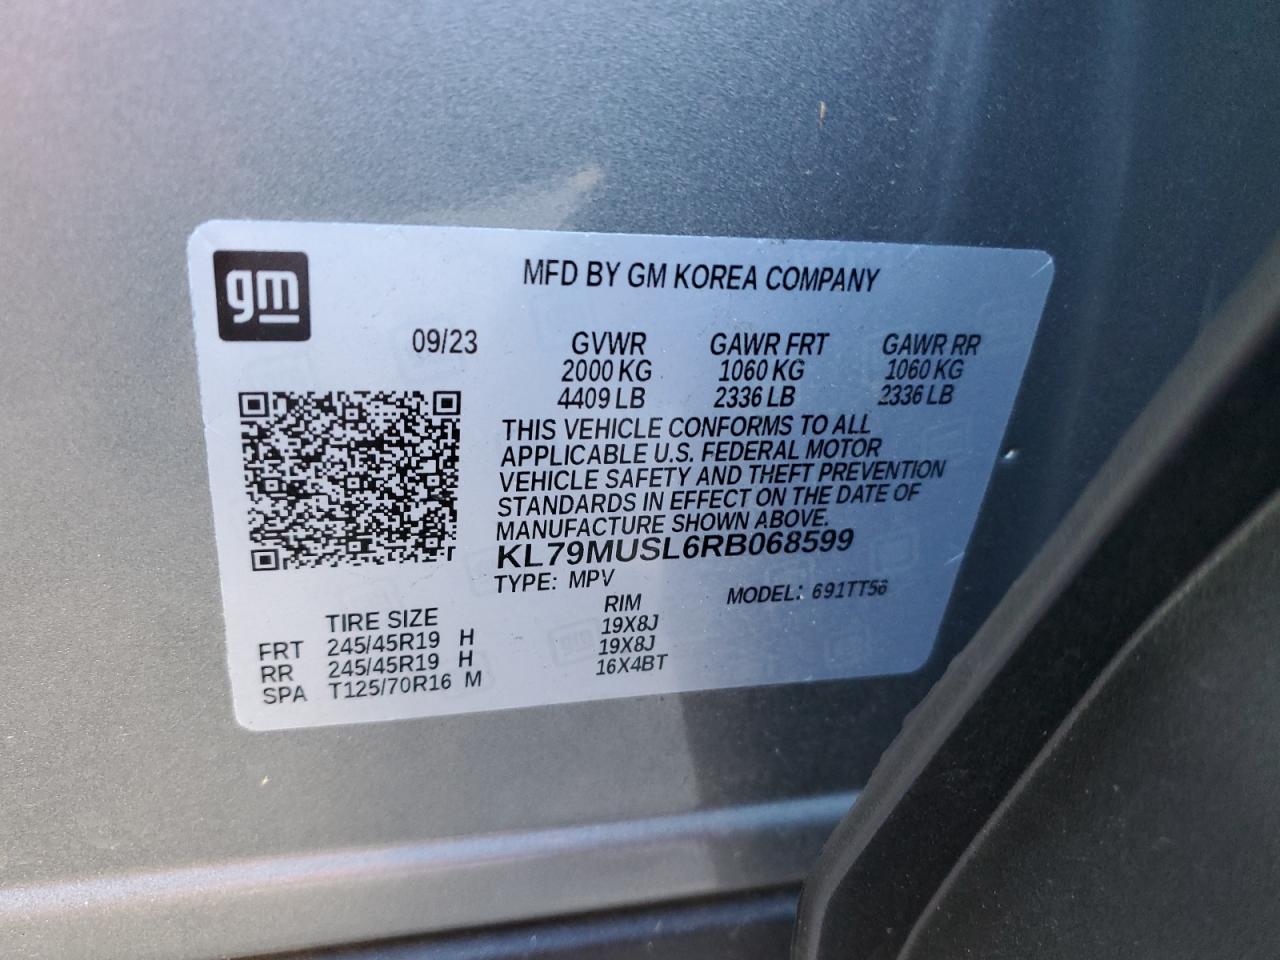 gm
MFD BY GM KOREA COMPANY
09/23 GVWR GAWR FRT GAWR RR
2000 KG 1060 KG 1060 KG
4409 LB 2336 LB 2336 LB
THIS VEHICLE CONFORMS TO ALL
APPLICABLE U.S. FEDERAL MOTOR
VEHICLE SAFETY AND THEFT PREVENTION
STANDARDS IN EFFECT ON THE DATE OF
MANUFACTURE SHOWN ABOVE.
KL79MUSL6RB068599
TYPE: MPV MODEL: 691TT56
TIRE SIZE RIM
FRT 245/45R19 H 19X8J
RR 245/45R19 H 19X8J
SPA T125/70R16 M 16X4BT